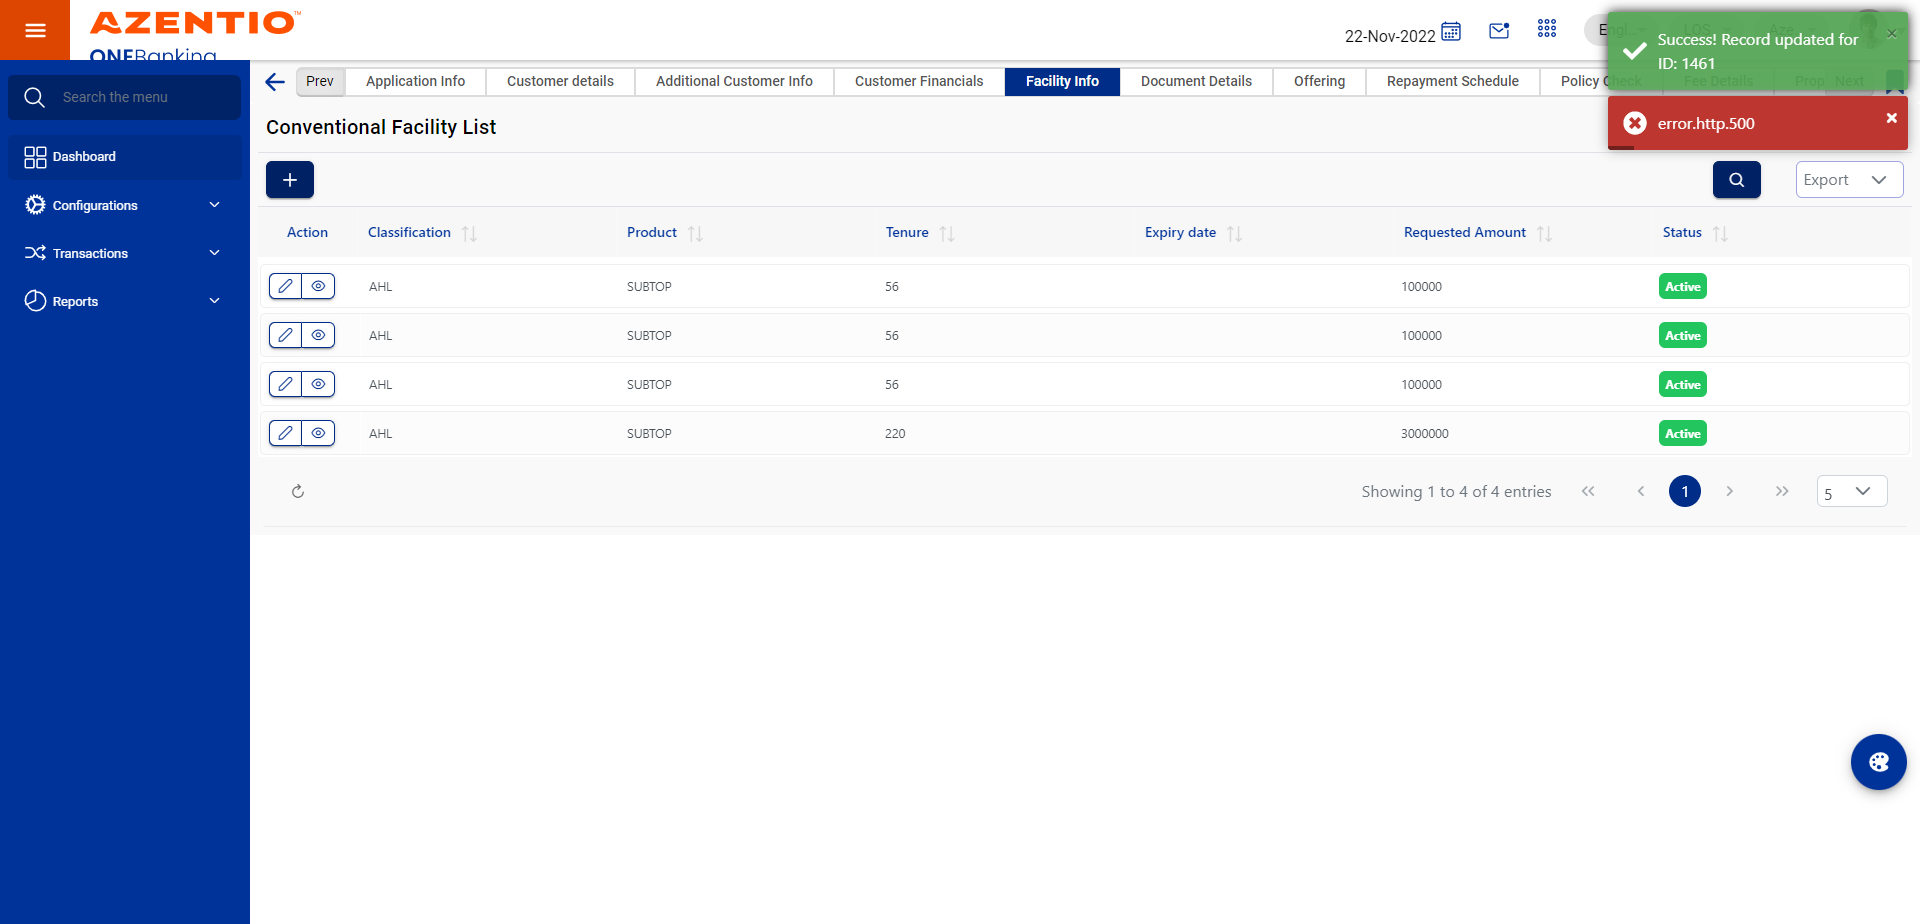 AZENTIO™
ONEBanking
22-Nov-2022
Success! Record updated for
ID: 1461
error.http.500
Search the menu
Dashboard
Configurations
Transactions
Reports
Prev
Application Info
Customer details
Additional Customer Info
Customer Financials
Facility Info
Document Details
Offering
Repayment Schedule
Policy Check
Fee Details
Prop
Next
Conventional Facility List
Export
Action Classification Product Tenure Expiry date Requested Amount Status
AHL SUBTOP 56 100000 Active
AHL SUBTOP 56 100000 Active
AHL SUBTOP 56 100000 Active
AHL SUBTOP 220 3000000 Active
Showing 1 to 4 of 4 entries
1
5